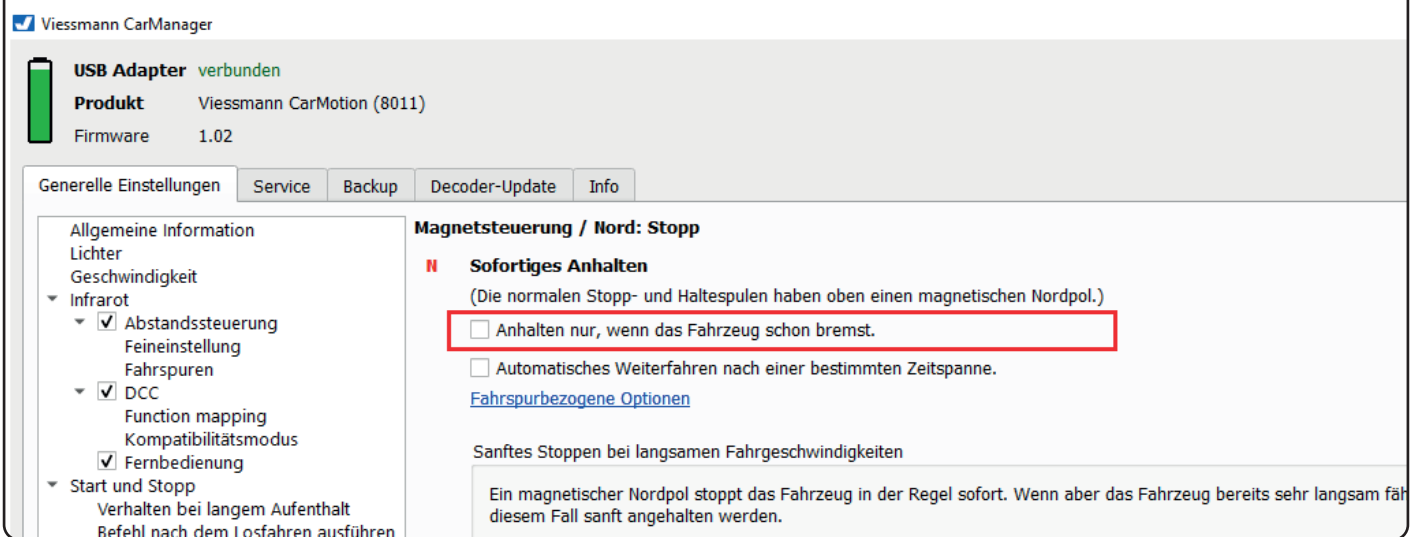 Viessmann CarManager
USB Adapter verbunden
Produkt Viessmann CarMotion (8011)
Firmware 1.02
Generelle Einstellungen Service Backup Decoder-Update Info
Allgemeine Information
Lichter
Geschwindigkeit
Infrarot
Abstandssteuerung
Feineinstellung
Fahrspuren
DCC
Function mapping
Kompatibilitätsmodus
Fernbedienung
Start und Stopp
Verhalten bei langem Aufenthalt
Befehl nach dem Losfahren ausführen
Magnetsteuerung / Nord: Stopp
N Sofortiges Anhalten
(Die normalen Stopp- und Haltespulen haben oben einen magnetischen Nordpol.)
Anhalten nur, wenn das Fahrzeug schon bremst.
Automatisches Weiterfahren nach einer bestimmten Zeitspanne.
Fahrspurbezogene Optionen
Sanftes Stoppen bei langsamen Fahrgeschwindigkeiten
Ein magnetischer Nordpol stoppt das Fahrzeug in der Regel sofort. Wenn aber das Fahrzeug bereits sehr langsam
diesem Fall sanft angehalten werden.